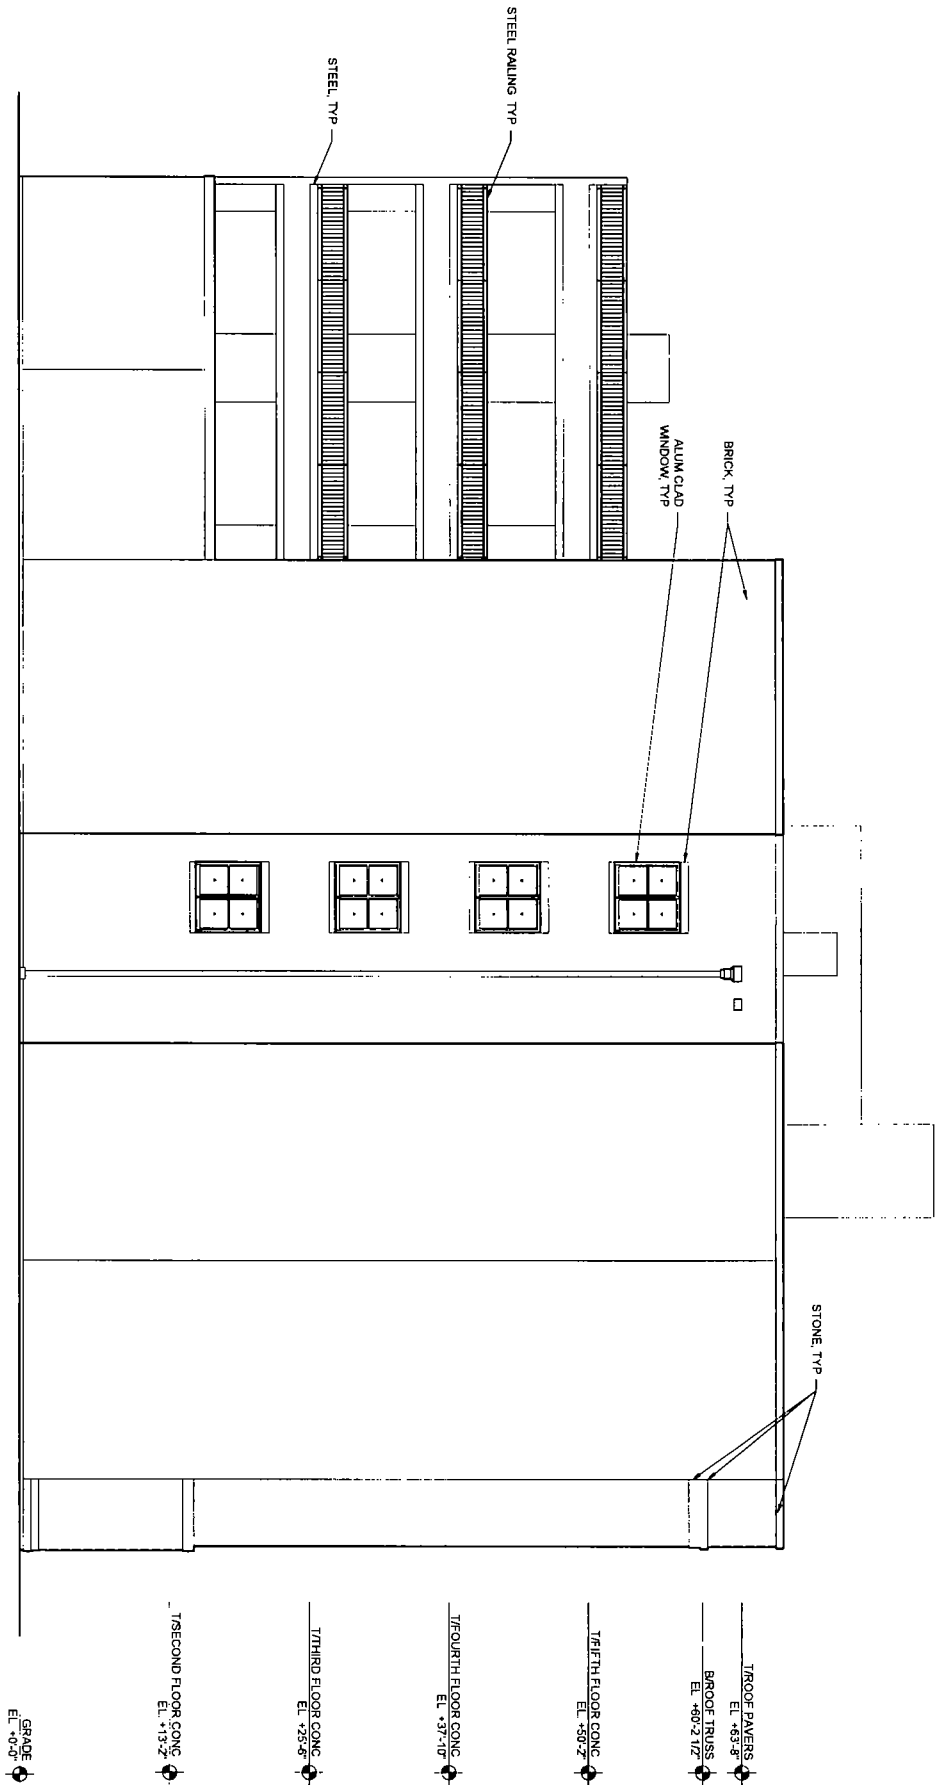 STEEL RAILING TYP
STEEL, TYP
BRICK, TYP
ALUM CLAD
WINDOW, TYP
STONE, TYP
T/ROOF PAVERS
EL +63'-8"
B/ROOF TRUSS
EL +60'-2 1/2"
T/FIFTH FLOOR CONC
EL +50'-2"
T/FOURTH FLOOR CONC
EL +37'-10"
T/THIRD FLOOR CONC
EL +25'-6"
T/SECOND FLOOR CONC
EL +13'-2"
GRADE
EL +0'-0"